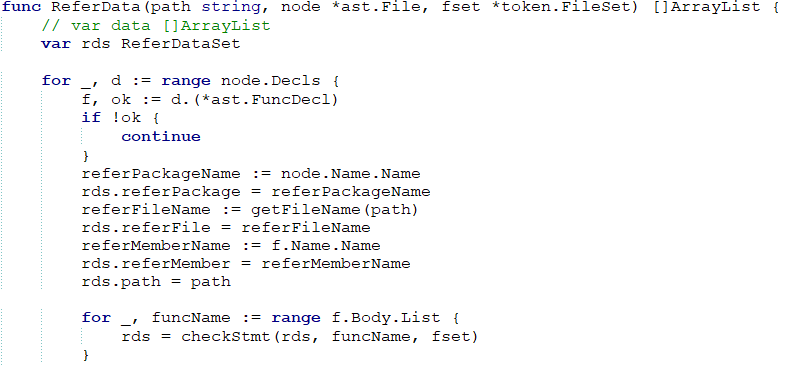 func ReferData(path string, node *ast.File, fset *token.FileSet) []ArrayList {
    // var data []ArrayList
    var rds ReferDataSet

    for _, d := range node.Decls {
        f, ok := d.(*ast.FuncDecl)
        if !ok {
            continue
        }
        referPackageName := node.Name.Name
        rds.referPackage = referPackageName
        referFileName := getFileName(path)
        rds.referFile = referFileName
        referMemberName := f.Name.Name
        rds.referMember = referMemberName
        rds.path = path

        for _, funcName := range f.Body.List {
            rds = checkStmt(rds, funcName, fset)
        }